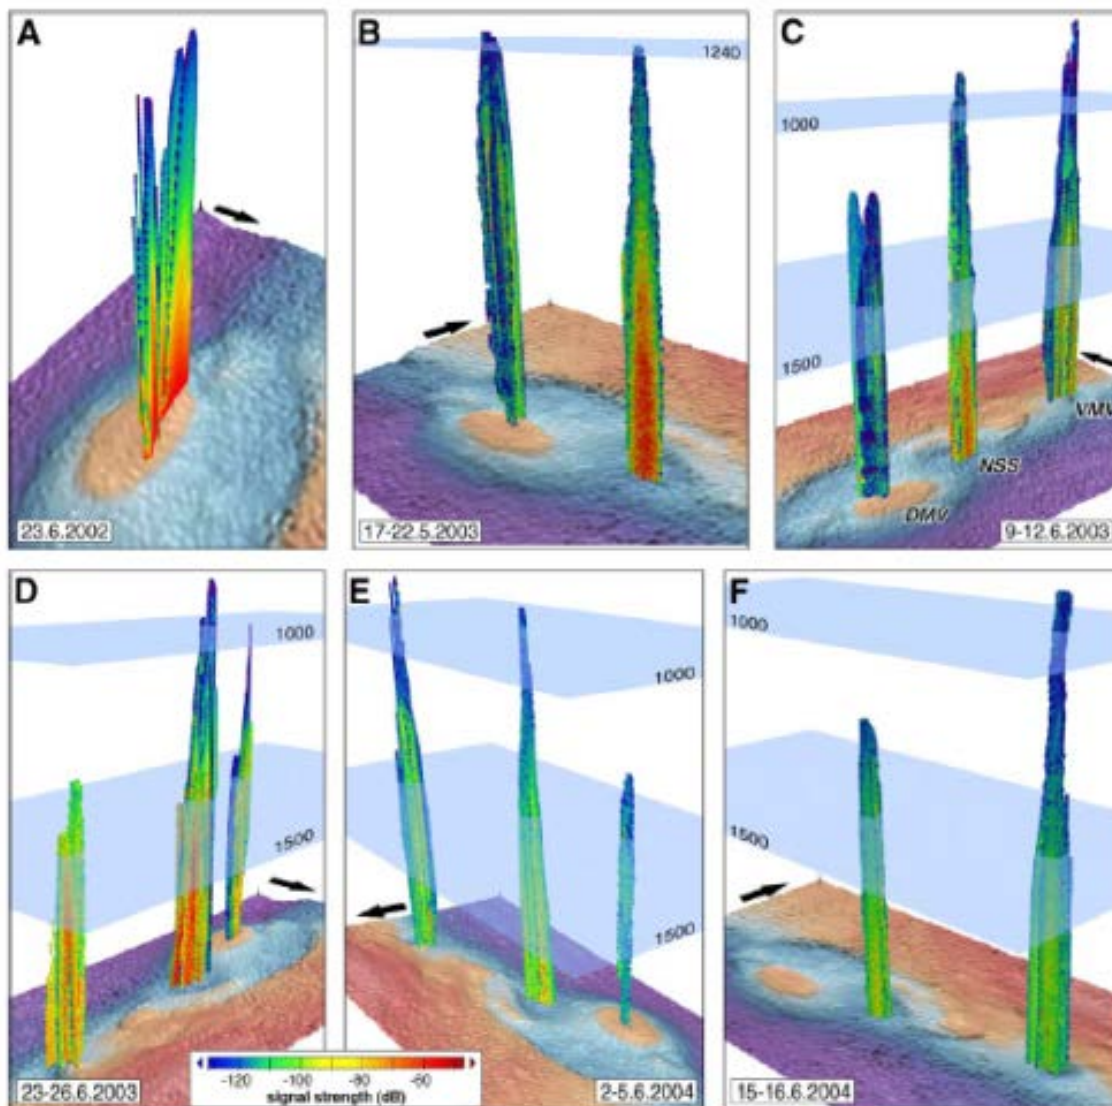 A
B
C
1240
1000
1500
VMV
NSS
DMV
23.6.2002
17-22.5.2003
9-12.6.2003
D
E
F
1000
1000
1000
1500
1500
1500
-120 -100 -80 -60
signal strength (dB)
23-26.6.2003
2-5.6.2004
15-16.6.2004